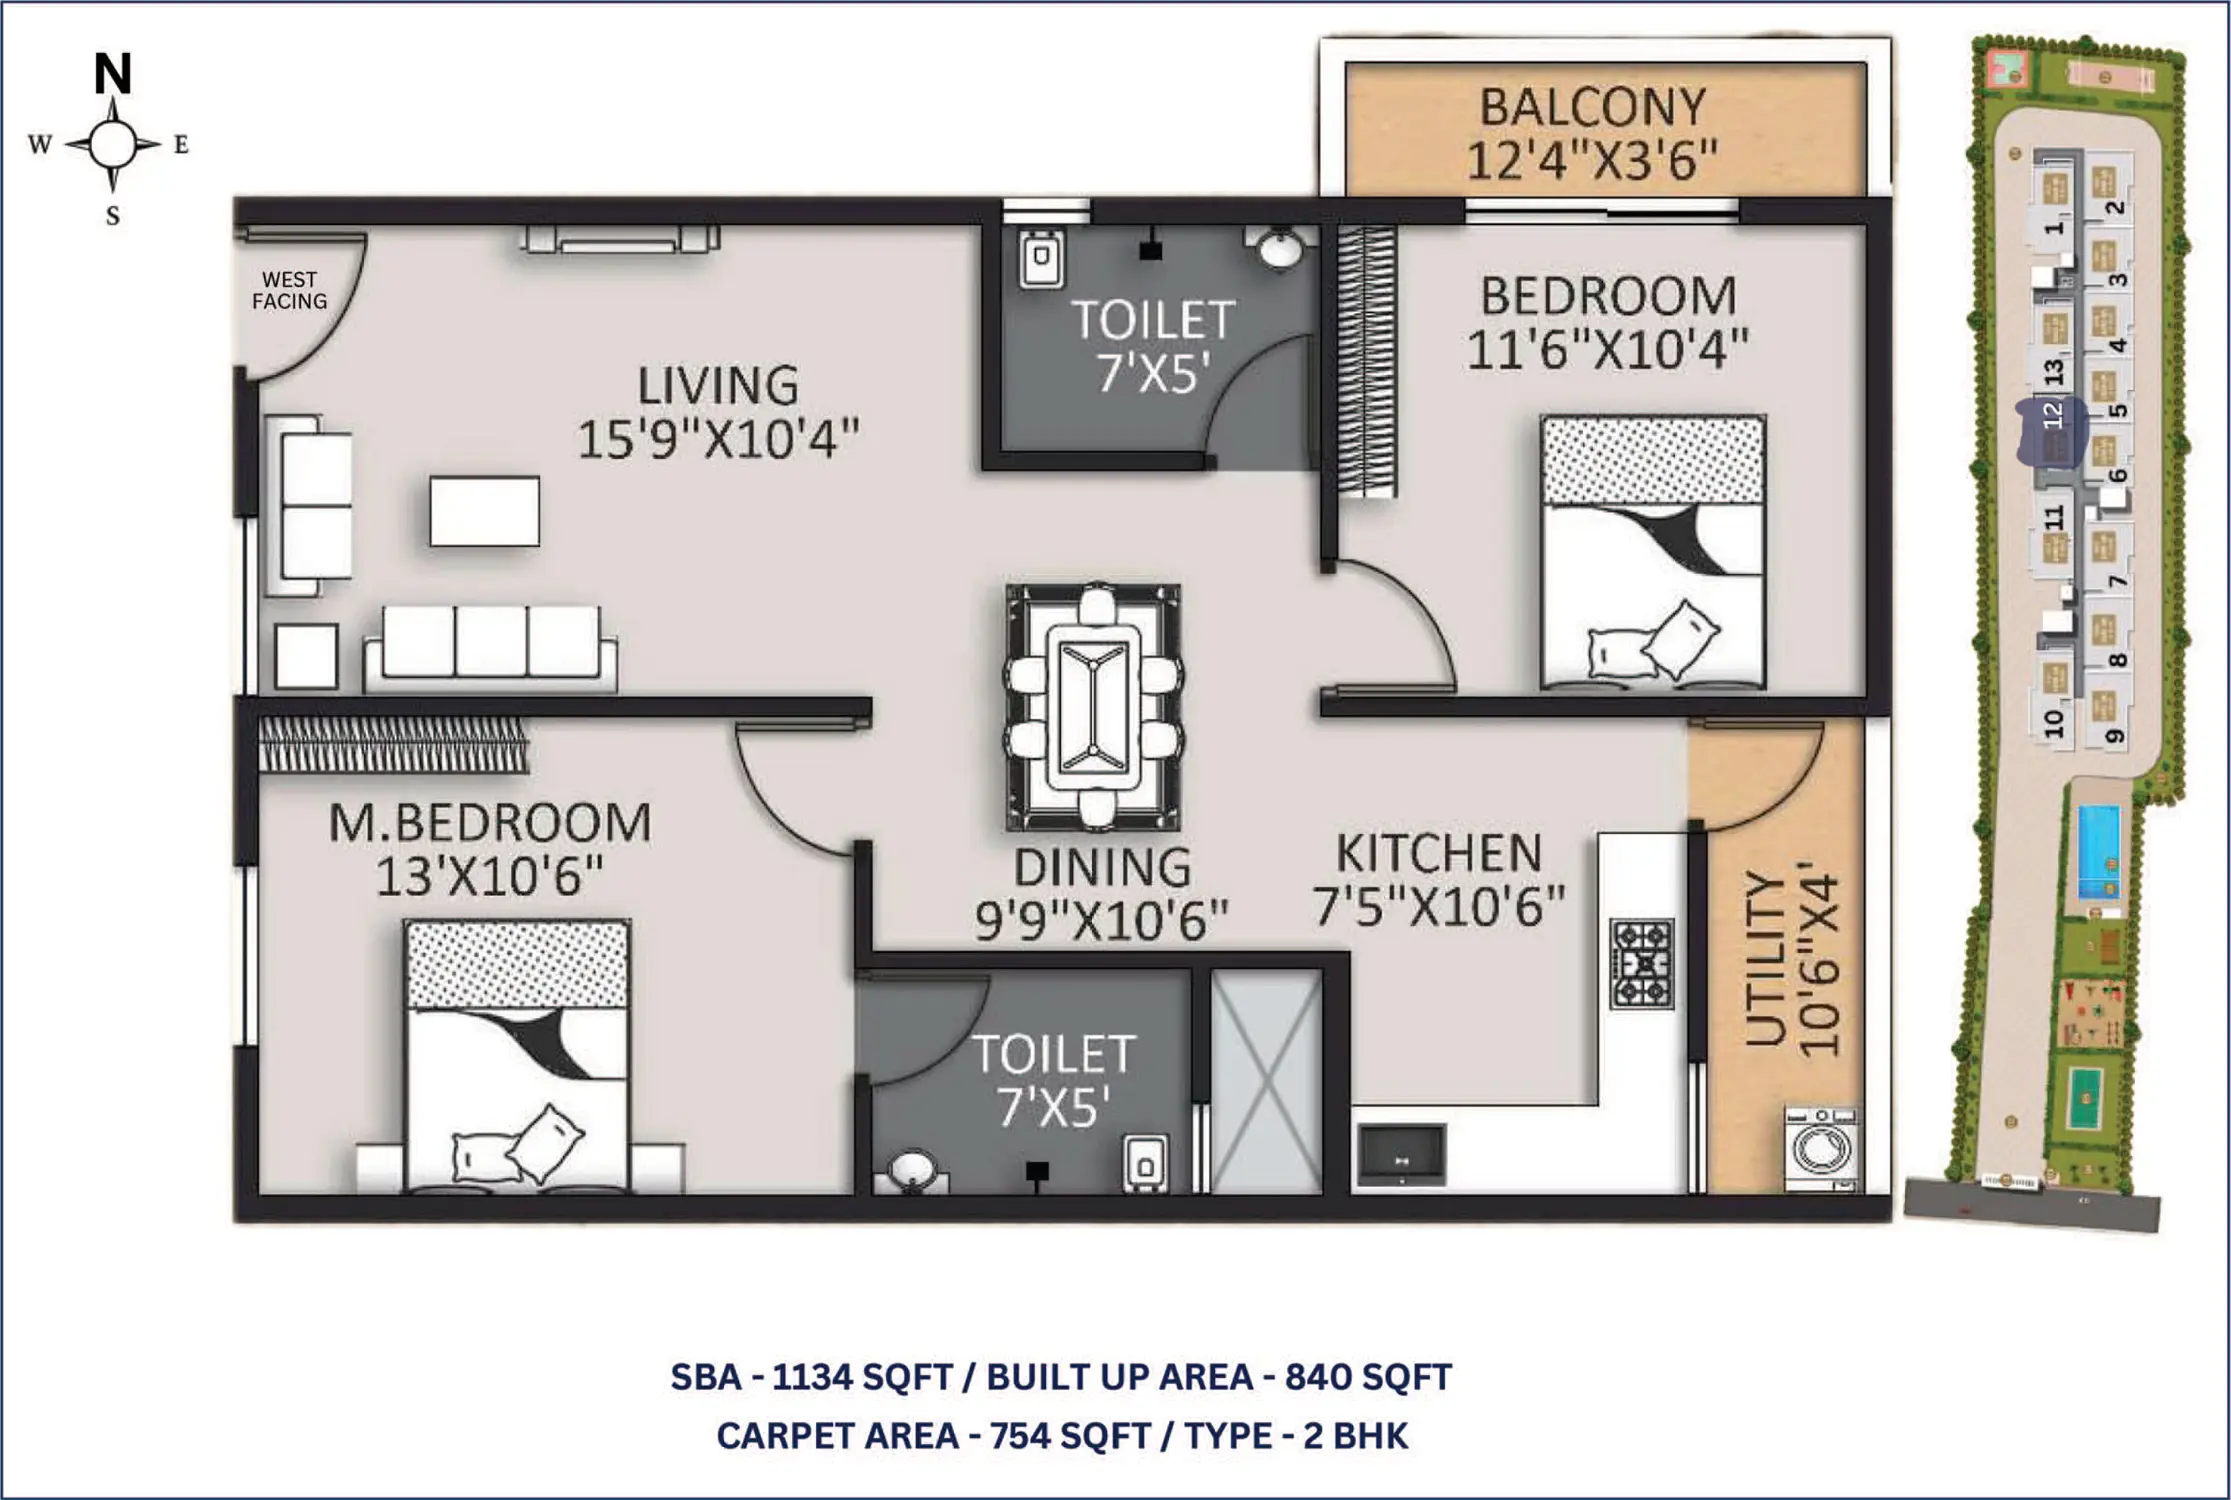 N
W
E
S
WEST
FACING
LIVING
15'9"X10'4"
TOILET
7'X5'
BALCONY
12'4"X3'6"
BEDROOM
11'6"X10'4"
M.BEDROOM
13'X10'6"
DINING
9'9"X10'6"
KITCHEN
7'5"X10'6"
UTILITY
10'6"X4'
TOILET
7'X5'
1
2
3
13
4
12
5
6
11
7
8
10
9
SBA - 1134 SQFT / BUILT UP AREA - 840 SQFT
CARPET AREA - 754 SQFT / TYPE - 2 BHK